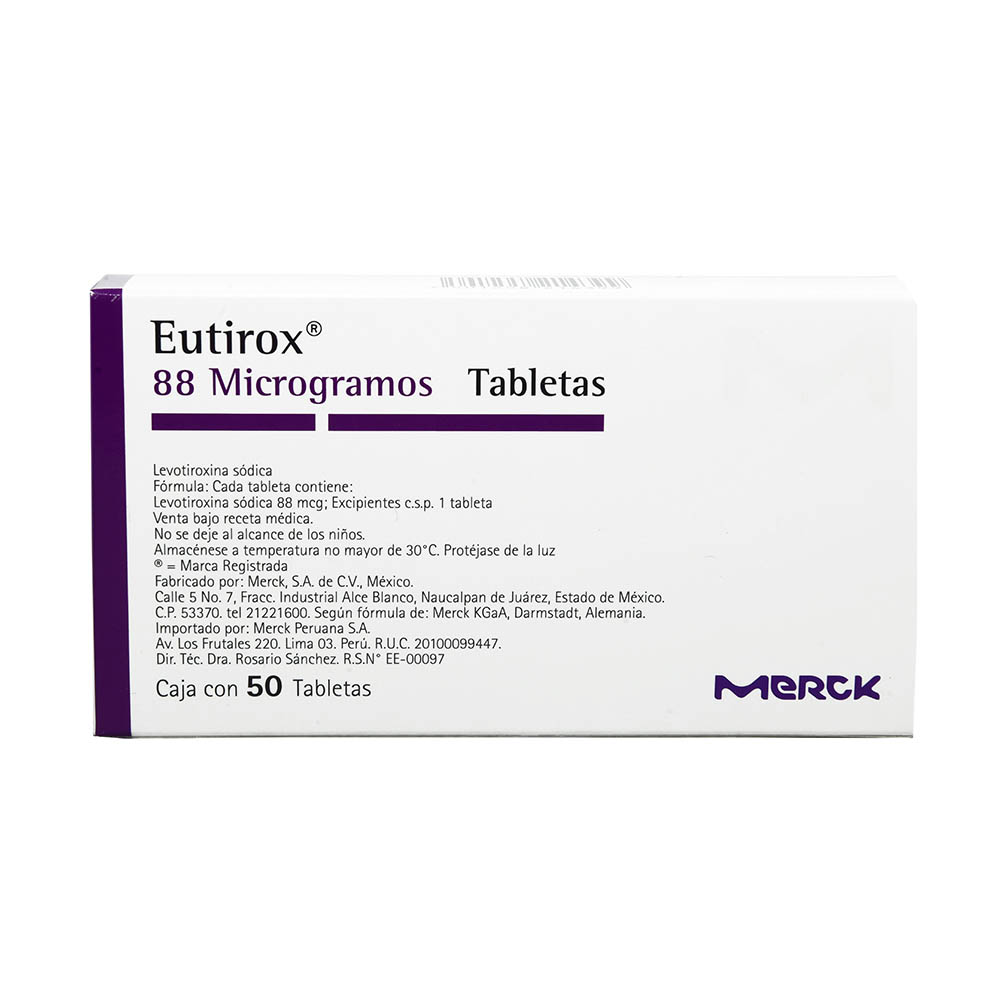 Eutirox®
88 Microgramos Tabletas
Levotiroxina sódica
Fórmula: Cada tableta contiene:
Levotiroxina sódica 88 mcg; Excipientes c.s.p. 1 tableta
Venta bajo receta médica.
No se deje al alcance de los niños.
Almacénese a temperatura no mayor de 30°C. Protéjase de la luz
® = Marca Registrada
Fabricado por: Merck, S.A. de C.V., México.
Calle 5 No. 7, Fracc. Industrial Alce Blanco, Naucalpan de Juárez, Estado de México.
C.P. 53370. tel 21221600. Según fórmula de: Merck KGaA, Darmstadt, Alemania.
Importado por: Merck Peruana S.A.
Av. Los Frutales 220. Lima 03. Perú. R.U.C. 20100099447.
Dir. Téc. Dra. Rosario Sánchez. R.S.N° EE-00097
Caja con 50 Tabletas
MERCK